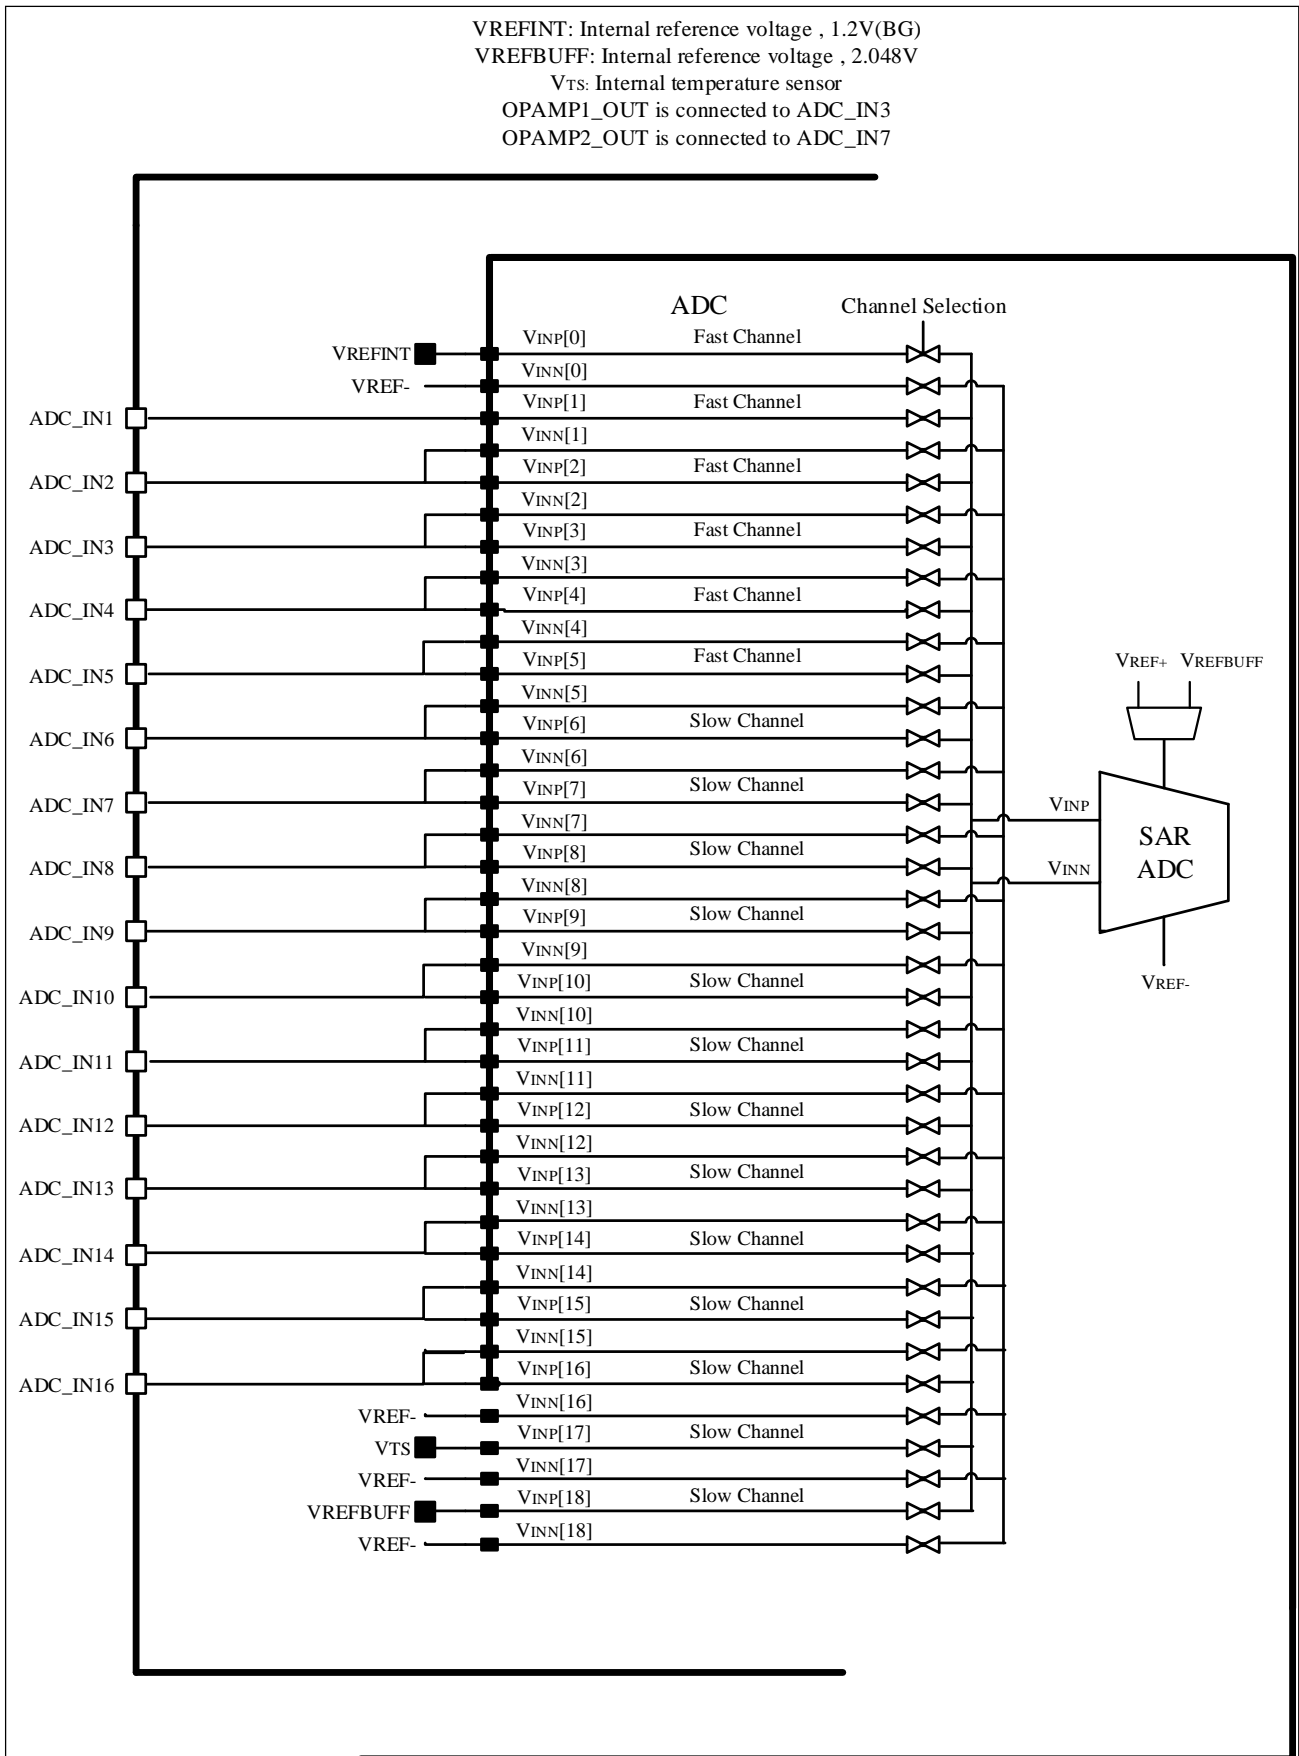 VREFINT: Internal reference voltage , 1.2V(BG)
VREFBUFF: Internal reference voltage , 2.048V
VTS: Internal temperature sensor
OPAMP1_OUT is connected to ADC_IN3
OPAMP2_OUT is connected to ADC_IN7
ADC
Channel Selection
VINP[0] Fast Channel
VREFINT
VINN[0]
VREF-
VINP[1] Fast Channel
ADC_IN1
VINN[1]
VINP[2] Fast Channel
ADC_IN2
VINN[2]
VINP[3] Fast Channel
ADC_IN3
VINN[3]
VINP[4] Fast Channel
ADC_IN4
VINN[4]
VINP[5] Fast Channel
ADC_IN5
VREF+ VREFBUFF
VINN[5]
VINP[6] Slow Channel
ADC_IN6
VINN[6]
VINP[7] Slow Channel
ADC_IN7
VINP
VINN[7]
SAR
ADC
VINP[8] Slow Channel
ADC_IN8
VINN
VINN[8]
VINP[9] Slow Channel
ADC_IN9
VINN[9]
VINP[10] Slow Channel
VREF-
ADC_IN10
VINN[10]
VINP[11] Slow Channel
ADC_IN11
VINN[11]
VINP[12] Slow Channel
ADC_IN12
VINN[12]
VINP[13] Slow Channel
ADC_IN13
VINN[13]
VINP[14] Slow Channel
ADC_IN14
VINN[14]
VINP[15] Slow Channel
ADC_IN15
VINN[15]
VINP[16] Slow Channel
ADC_IN16
VINN[16]
VREF-
VINP[17] Slow Channel
VTS
VINN[17]
VREF-
VINP[18] Slow Channel
VREFBUFF
VINN[18]
VREF-